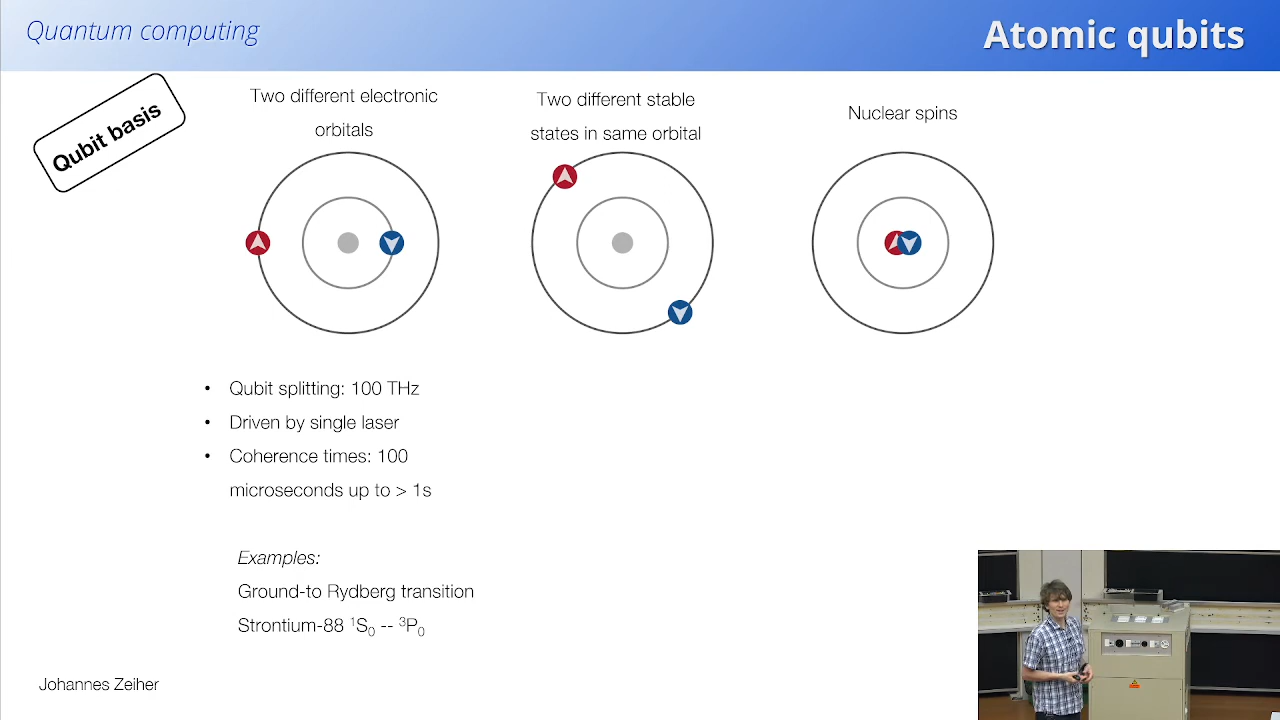 Quantum computing
Atomic qubits
Qubit basis
Two different electronic
orbitals
Two different stable
states in same orbital
Nuclear spins
• Qubit splitting: 100 THz
• Driven by single laser
• Coherence times: 100
microseconds up to > 1s
Examples:
Ground-to Rydberg transition
Strontium-88 ¹S₀ -- ³P₀
Johannes Zeiher